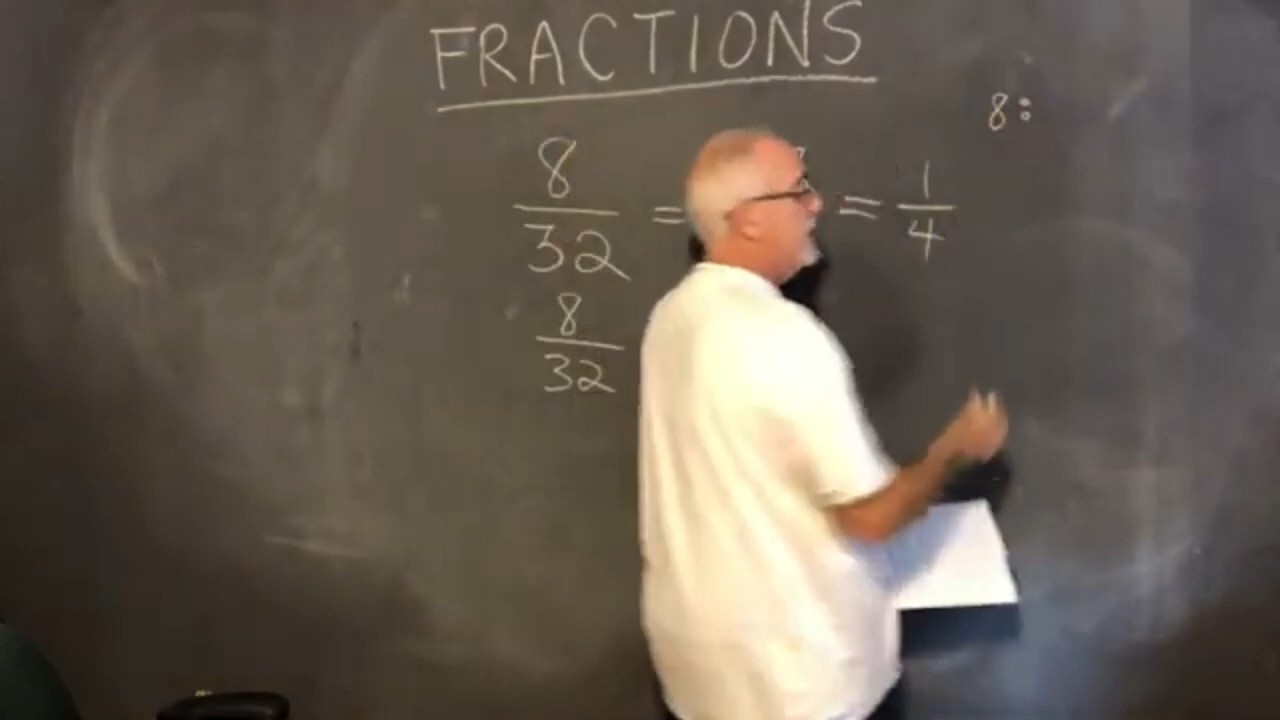 FRACTIONS
8:
8/32 = = 1/4
8/32